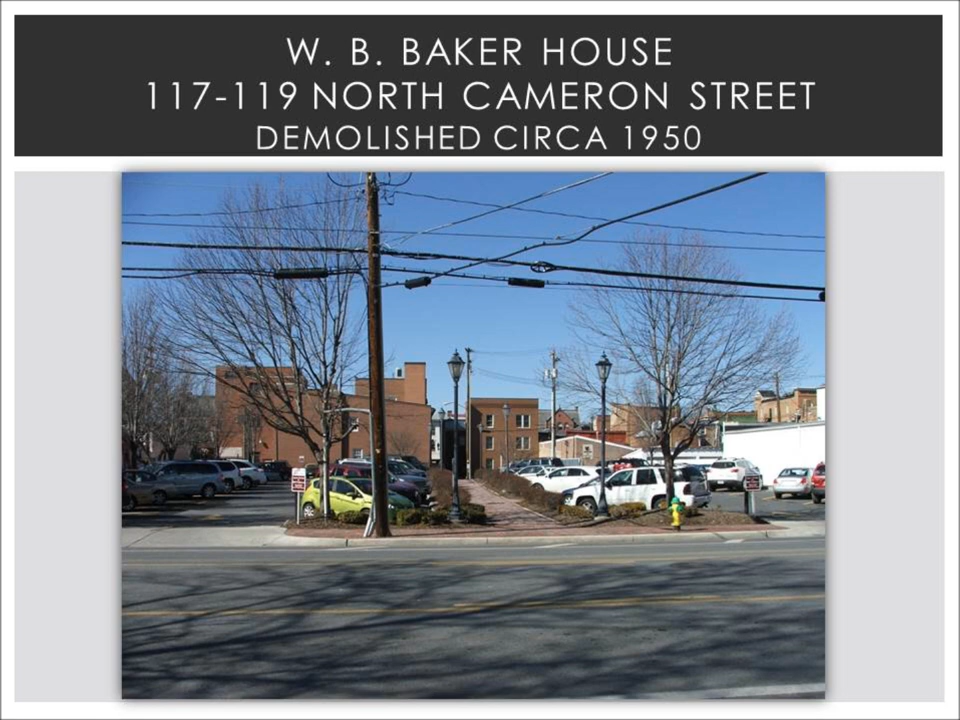 W. B. BAKER HOUSE
117-119 NORTH CAMERON STREET
DEMOLISHED CIRCA 1950